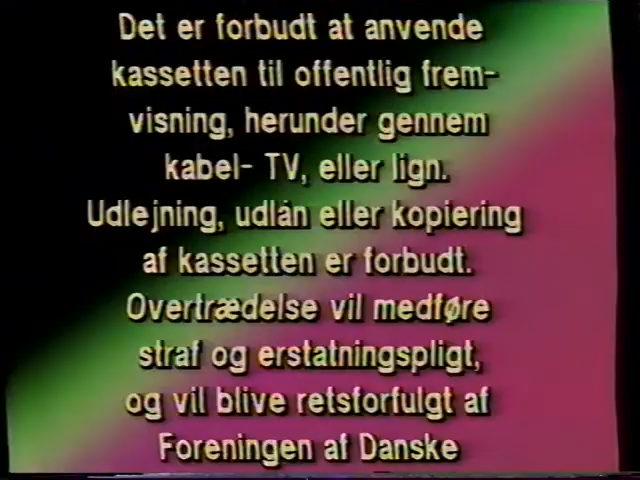 Det er forbudt at anvende
kassetten til offentlig frem-
visning, herunder gennem
kabel- TV, eller lign.
Udlejning, udlån eller kopiering
af kassetten er forbudt.
Overtrædelse vil medføre
straf og erstatningspligt,
og vil blive retsforfulgt af
Foreningen af Danske